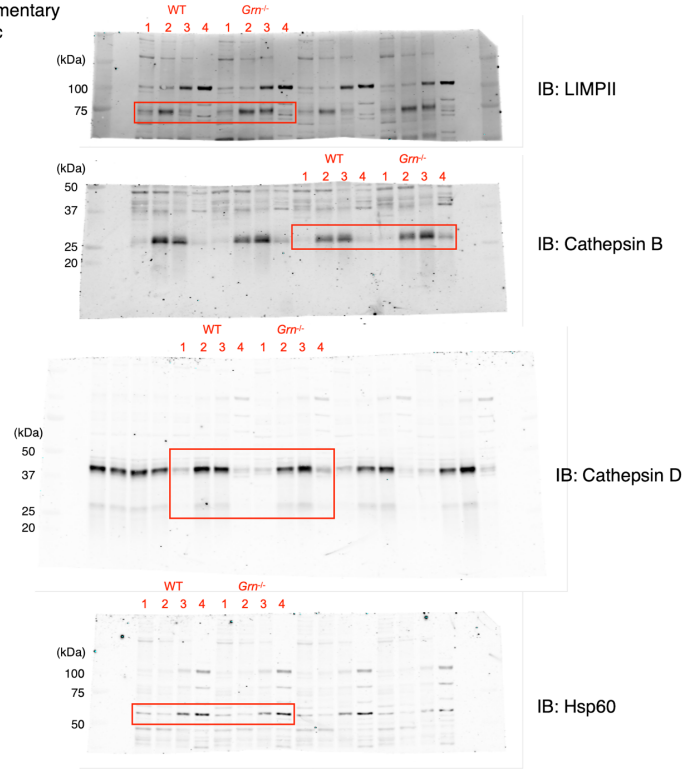 mentary
c
WT Grn-/-
1 2 3 4 1 2 3 4
(kDa)
100
75
IB: LIMPII
(kDa)
WT Grn-/-
1 2 3 4 1 2 3 4
50
37
25
20
IB: Cathepsin B
WT Grn-/-
1 2 3 4 1 2 3 4
(kDa)
50
37
25
20
IB: Cathepsin D
WT Grn-/-
1 2 3 4 1 2 3 4
(kDa)
100
75
50
IB: Hsp60